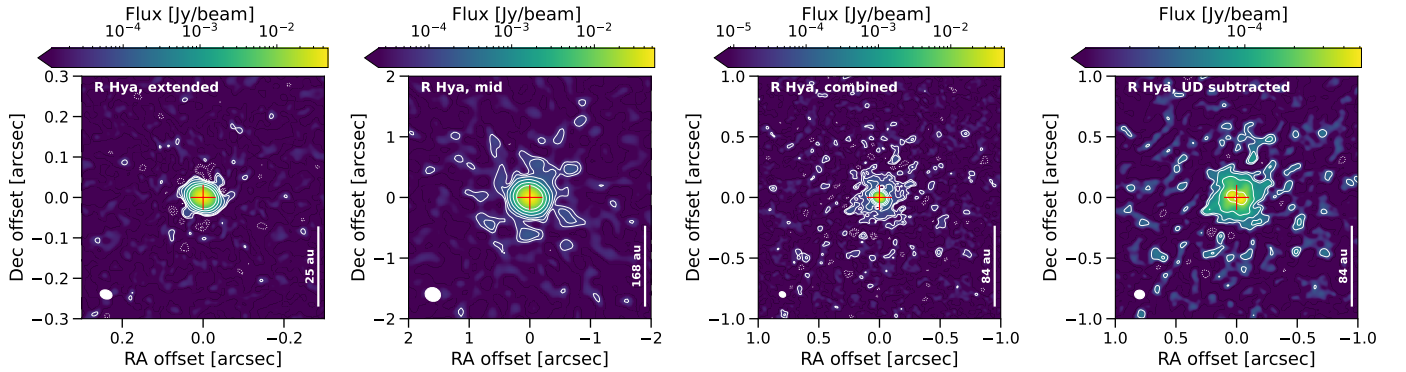 Flux [Jy/beam]
10⁻⁴ 10⁻³ 10⁻²
R Hya, extended
Dec offset [arcsec]
0.3
0.2
0.1
0.0
−0.1
−0.2
−0.3
25 au
0.2 0.0 −0.2
RA offset [arcsec]
Flux [Jy/beam]
10⁻⁴ 10⁻³ 10⁻²
R Hya, mid
Dec offset [arcsec]
2
1
0
−1
−2
168 au
2 1 0 −1 −2
RA offset [arcsec]
Flux [Jy/beam]
10⁻⁵ 10⁻⁴ 10⁻³ 10⁻²
R Hya, combined
Dec offset [arcsec]
1.0
0.5
0.0
−0.5
−1.0
84 au
1.0 0.5 0.0 −0.5 −1.0
RA offset [arcsec]
Flux [Jy/beam]
10⁻⁴
R Hya, UD subtracted
Dec offset [arcsec]
1.0
0.5
0.0
−0.5
−1.0
84 au
1.0 0.5 0.0 −0.5 −1.0
RA offset [arcsec]